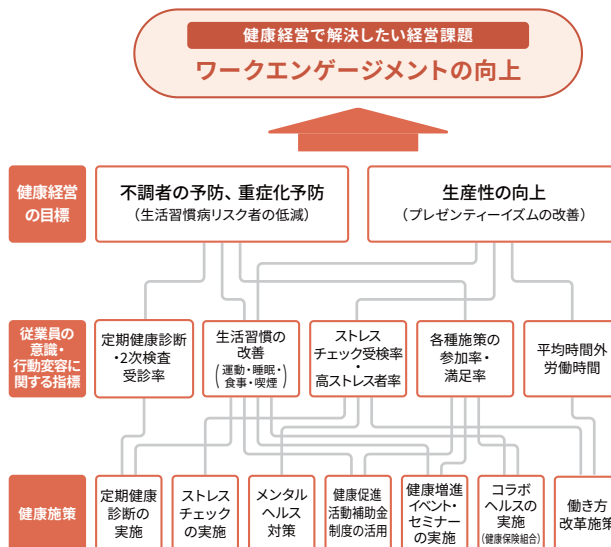 健康経営で解決したい経営課題
ワークエンゲージメントの向上
健康経営
の目標
不調者の予防、重症化予防
（生活習慣病リスク者の低減）
生産性の向上
（プレゼンティーイズムの改善）
従業員の
意識・
行動変容に
関する指標
定期健康診断
・2次検査
受診率
生活習慣の
改善
（運動・睡眠・
食事・喫煙）
ストレス
チェック受検率
・
高ストレス者率
各種施策の
参加率・
満足率
平均時間外
労働時間
健康施策
定期健康
診断の
実施
ストレス
チェック
の実施
メンタル
ヘルス
対策
健康促進
活動補助金
制度の活用
健康増進
イベント・
セミナー
の実施
コラボ
ヘルスの
実施
（健康保険組合）
働き方
改革施策